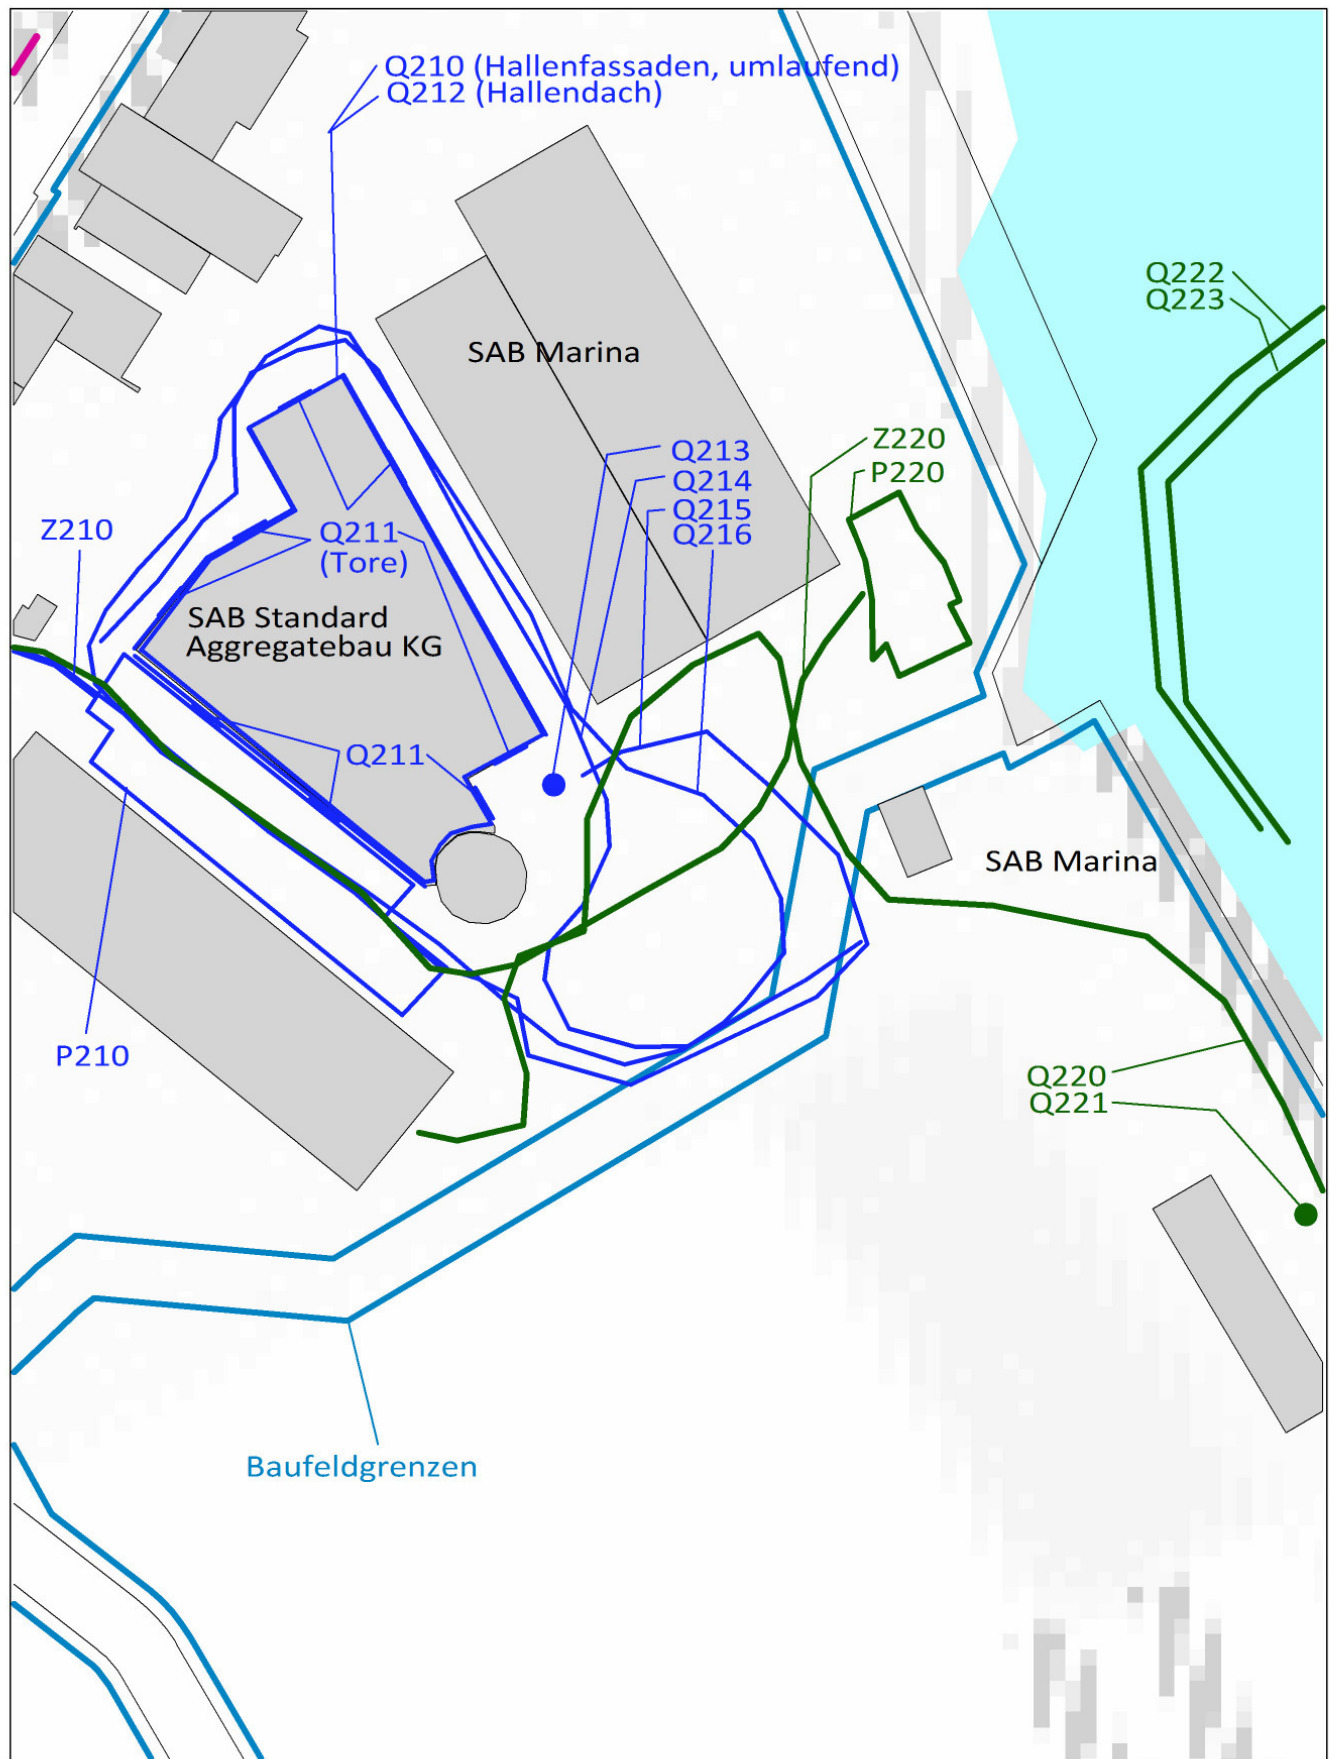 Q210 (Hallenfassaden, umlaufend)
Q212 (Hallendach)
Q222
Q223
SAB Marina
Z220
P220
Q213
Q214
Q215
Q216
Z210
Q211
(Tore)
SAB Standard
Aggregatebau KG
Q211
SAB Marina
P210
Q220
Q221
Baufeldgrenzen